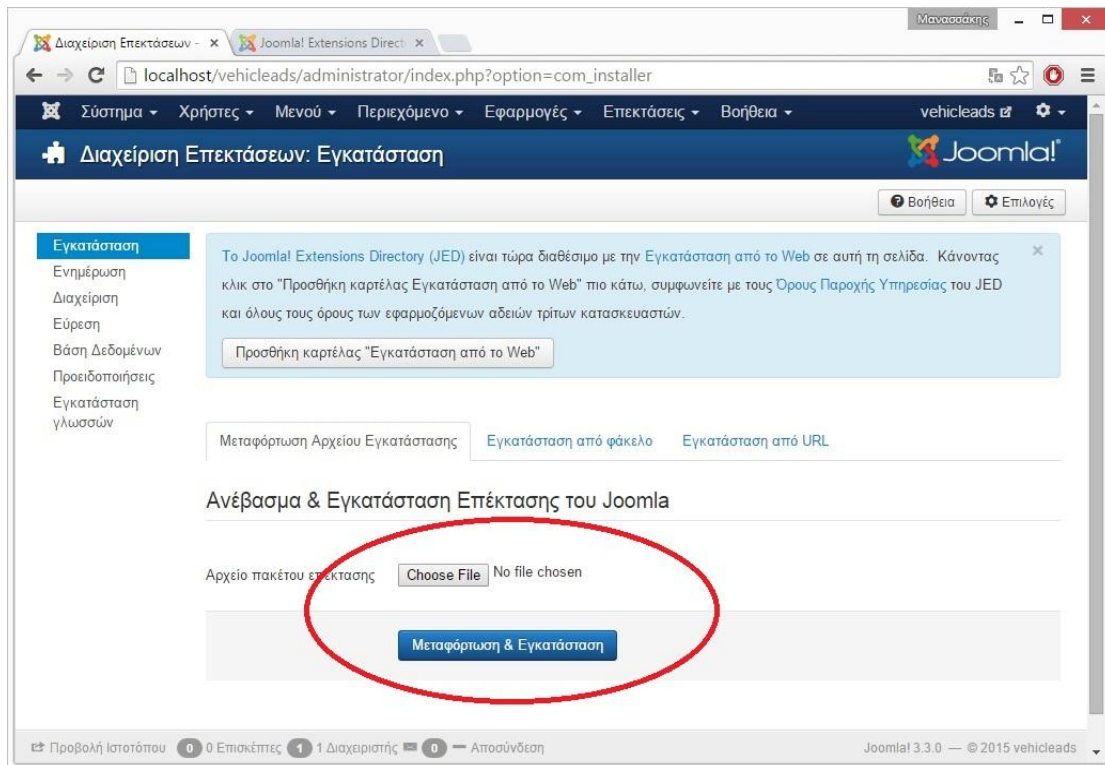 Μανασσάκης
Διαχείριση Επεκτάσεων -
Joomla! Extensions Direct
localhost/vehicleads/administrator/index.php?option=com_installer
Σύστημα Χρήστες Μενού Περιεχόμενο Εφαρμογές Επεκτάσεις Βοήθεια vehicleads
Διαχείριση Επεκτάσεων: Εγκατάσταση
Joomla!
Βοήθεια
Επιλογές
Εγκατάσταση
Ενημέρωση
Διαχείριση
Εύρεση
Βάση Δεδομένων
Προειδοποιήσεις
Εγκατάσταση
γλωσσών
Το Joomla! Extensions Directory (JED) είναι τώρα διαθέσιμο με την Εγκατάσταση από το Web σε αυτή τη σελίδα. Κάνοντας
κλικ στο "Προσθήκη καρτέλας Εγκατάσταση από το Web" πιο κάτω, συμφωνείτε με τους Όρους Παροχής Υπηρεσίας του JED
και όλους τους όρους των εφαρμοζόμενων αδειών τρίτων κατασκευαστών.
Προσθήκη καρτέλας "Εγκατάσταση από το Web"
Μεταφόρτωση Αρχείου Εγκατάστασης Εγκατάσταση από φάκελο Εγκατάσταση από URL
Ανέβασμα & Εγκατάσταση Επέκτασης του Joomla
Αρχείο πακέτου επέκτασης Choose File No file chosen
Μεταφόρτωση & Εγκατάσταση
Προβολή Ιστοτόπου 0 0 Επισκέπτες 1 1 Διαχειριστής 0 Αποσύνδεση
Joomla! 3.3.0 — © 2015 vehicleads